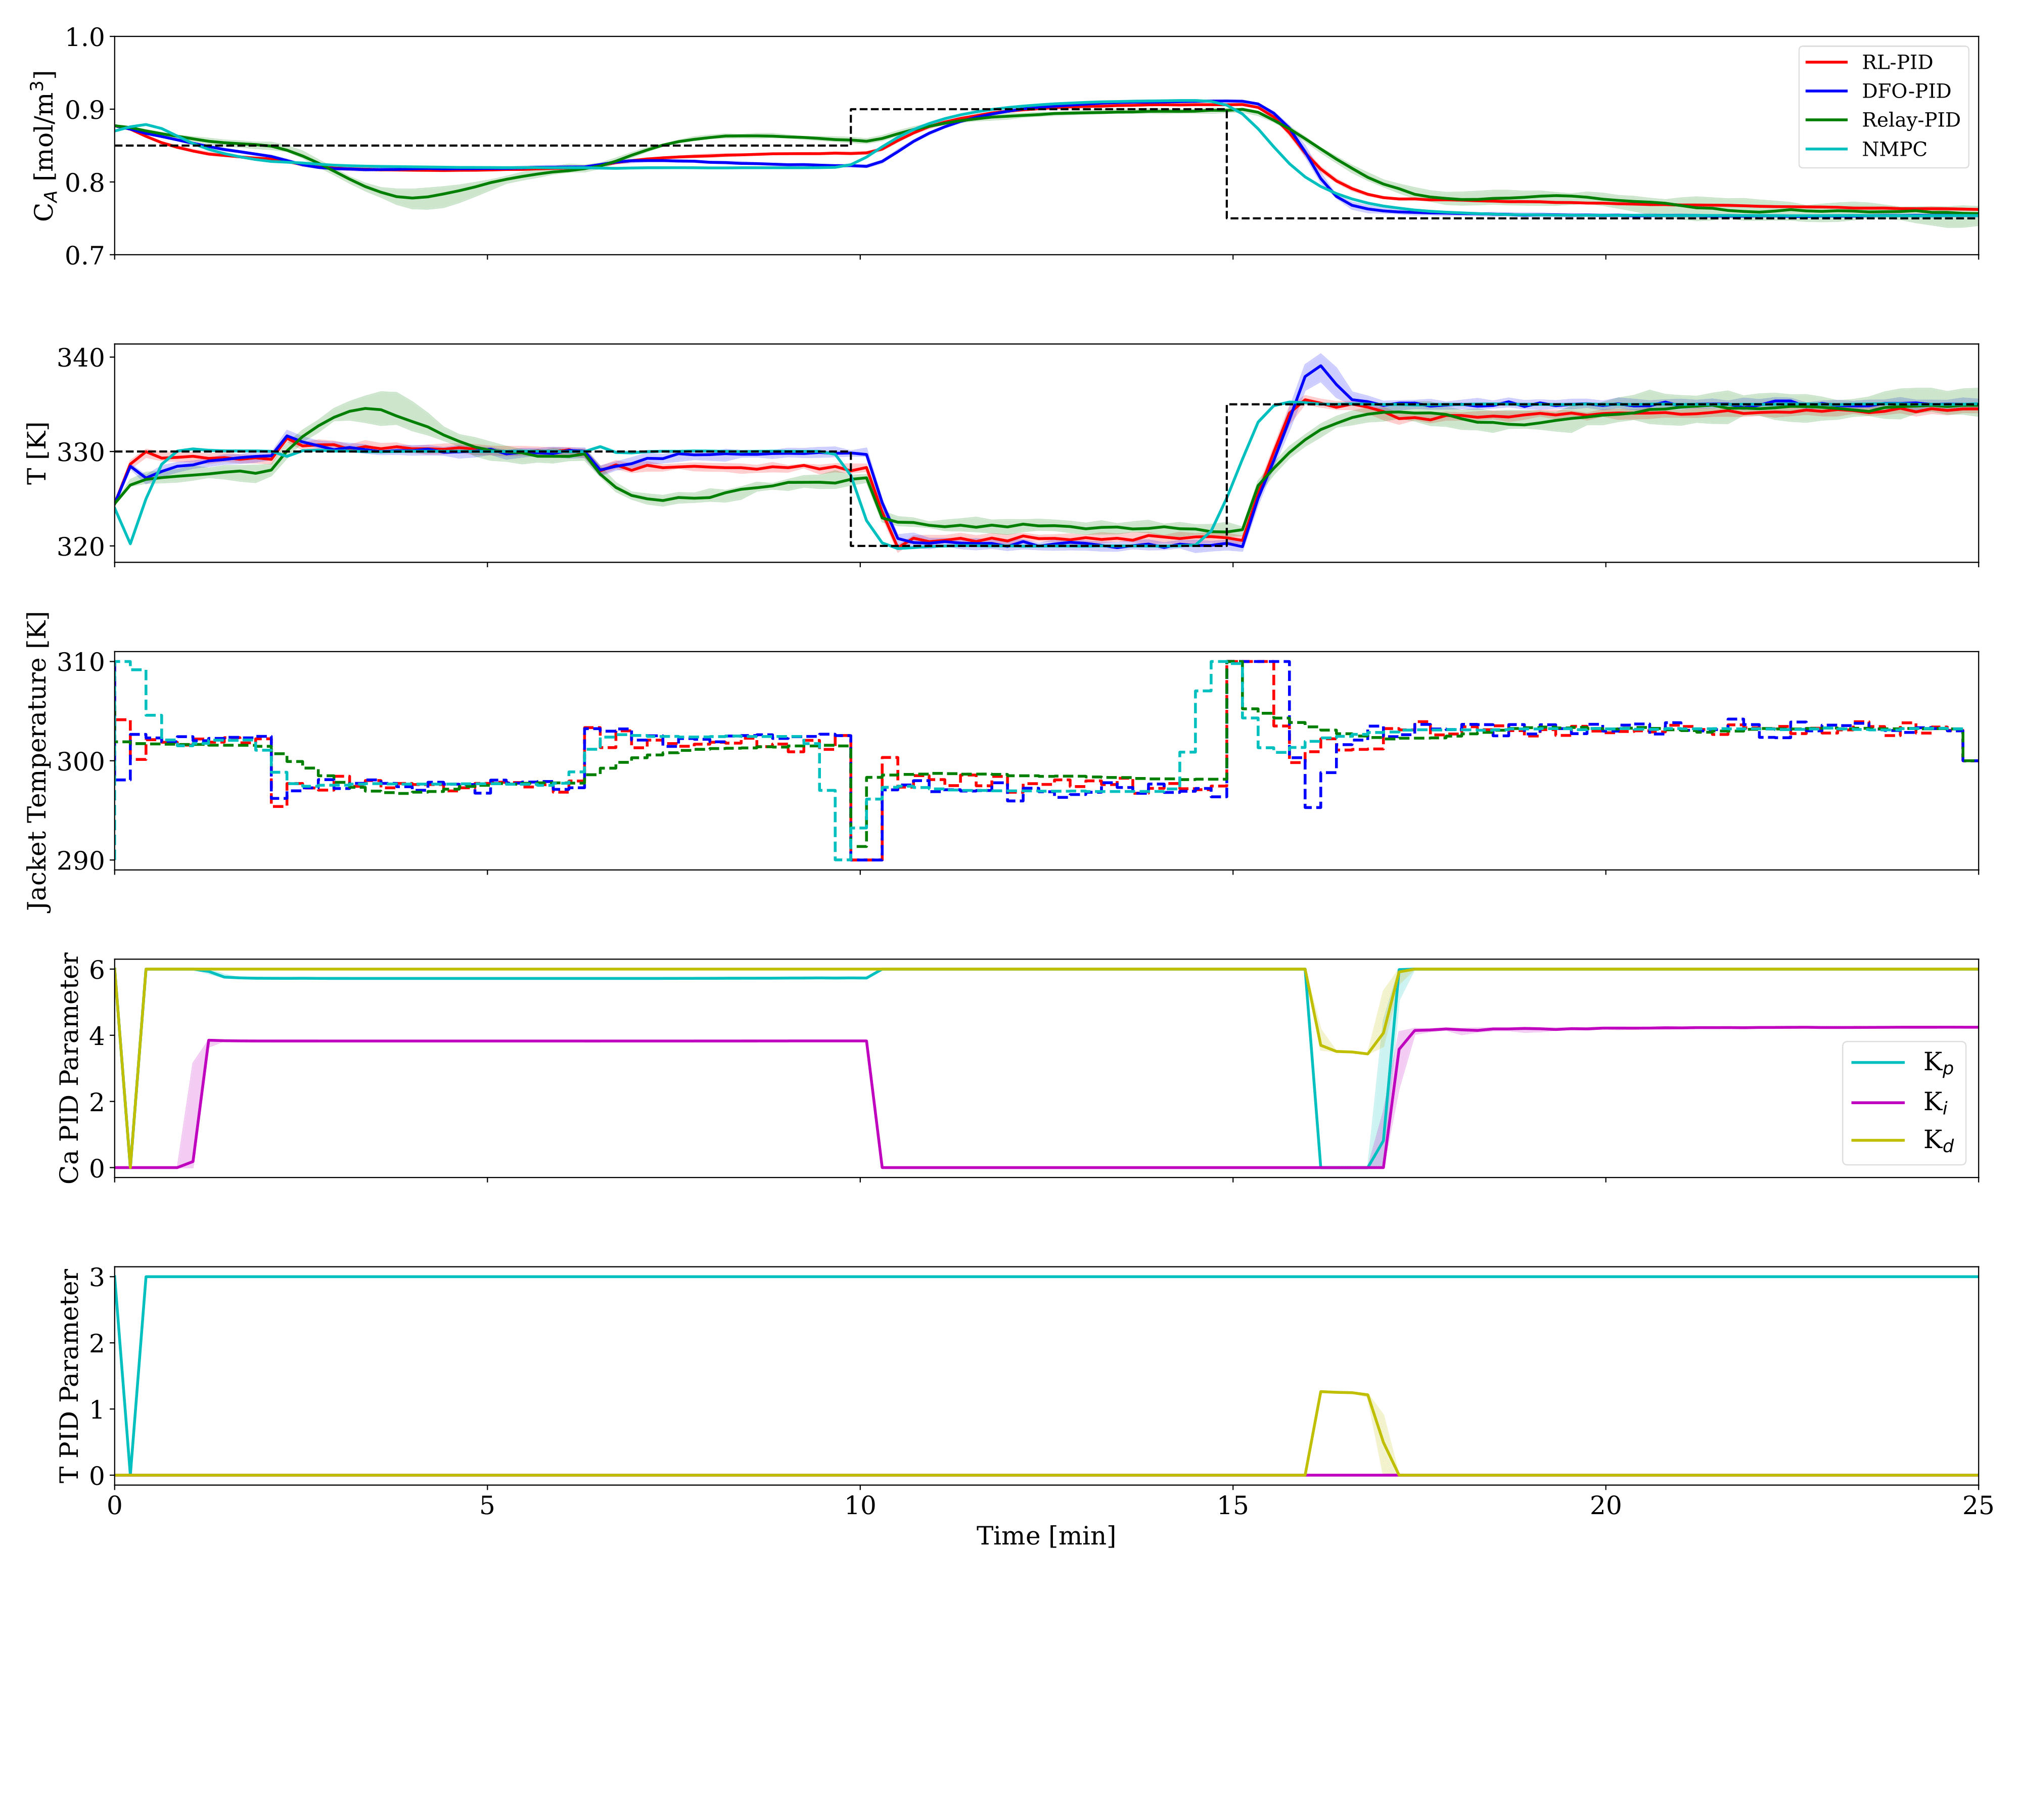 C_A [mol/m³]
1.0
0.9
0.8
0.7
RL-PID
DFO-PID
Relay-PID
NMPC
T [K]
340
330
320
Jacket Temperature [K]
310
300
290
Ca PID Parameter
6
4
2
0
K_p
K_i
K_d
T PID Parameter
3
2
1
0
0 5 10 15 20 25
Time [min]